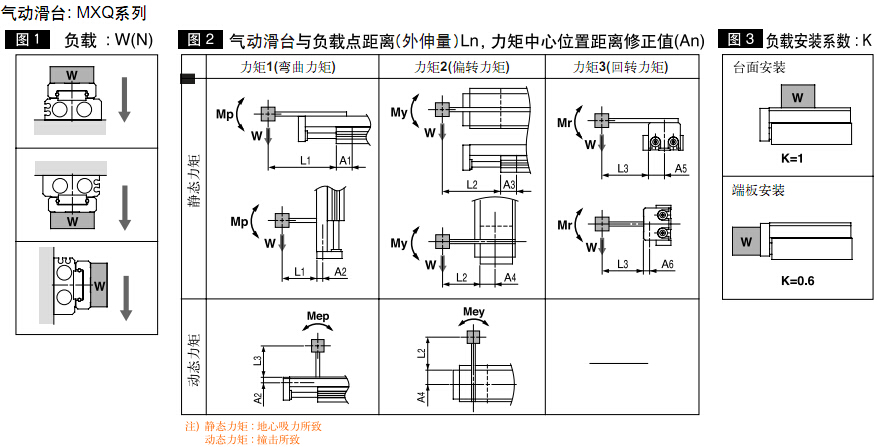 气动滑台: MXQ系列
图1 负载 : W(N)
W
W
W
图2 气动滑台与负载点距离(外伸量)Ln, 力矩中心位置距离修正值(An)
力矩1(弯曲力矩) 力矩2(偏转力矩) 力矩3(回转力矩)
静态力矩
Mp W L1 A1
My W L2 A3
Mr W L3 A5
Mp W L1 A2
My W L2 A4
Mr W L3 A6
动态力矩
Mep L3 A2
Mey L2 A4
注) 静态力矩 : 地心吸力所致
动态力矩 : 撞击所致
图3 负载安装系数 : K
台面安装
W
K=1
端板安装
W
K=0.6